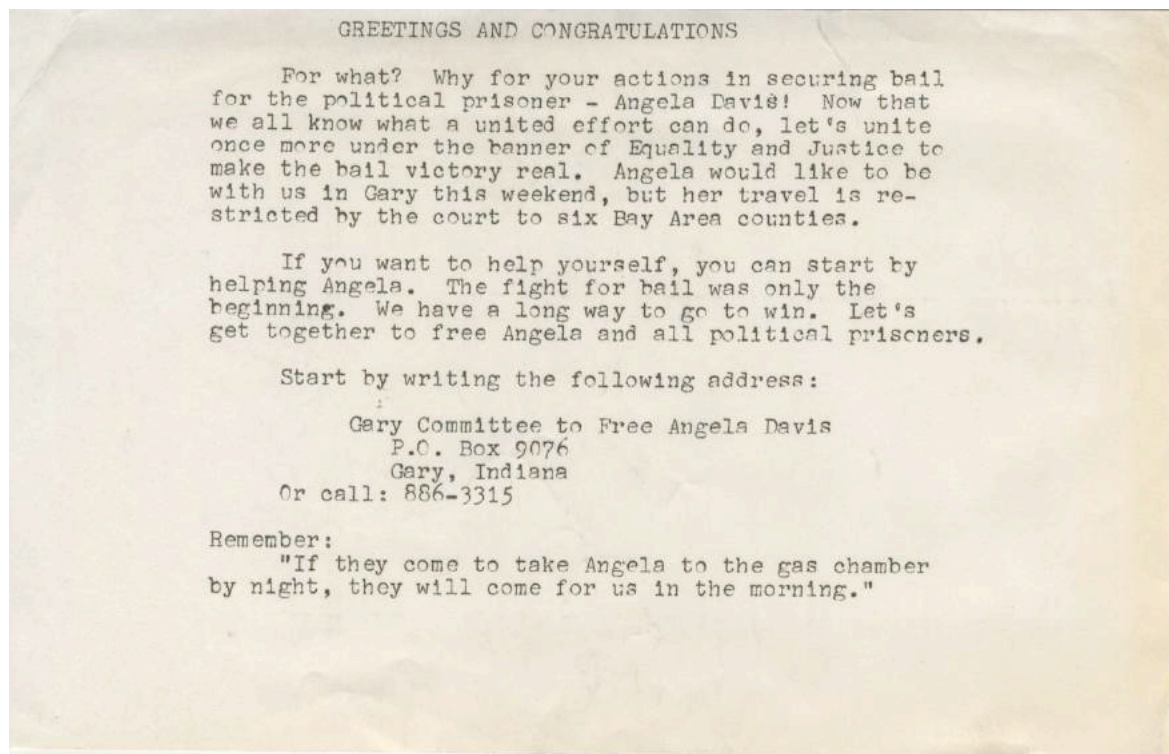 GREETINGS AND CONGRATULATIONS
For what? Why for your actions in securing bail
for the political prisoner - Angela Davis! Now that
we all know what a united effort can do, let's unite
once more under the banner of Equality and Justice to
make the bail victory real. Angela would like to be
with us in Gary this weekend, but her travel is re-
stricted by the court to six Bay Area counties.
If you want to help yourself, you can start by
helping Angela. The fight for bail was only the
beginning. We have a long way to go to win. Let's
get together to free Angela and all political prisoners.
Start by writing the following address:
Gary Committee to Free Angela Davis
P.O. Box 9076
Gary, Indiana
Or call: 886-3315
Remember:
"If they come to take Angela to the gas chamber
by night, they will come for us in the morning."